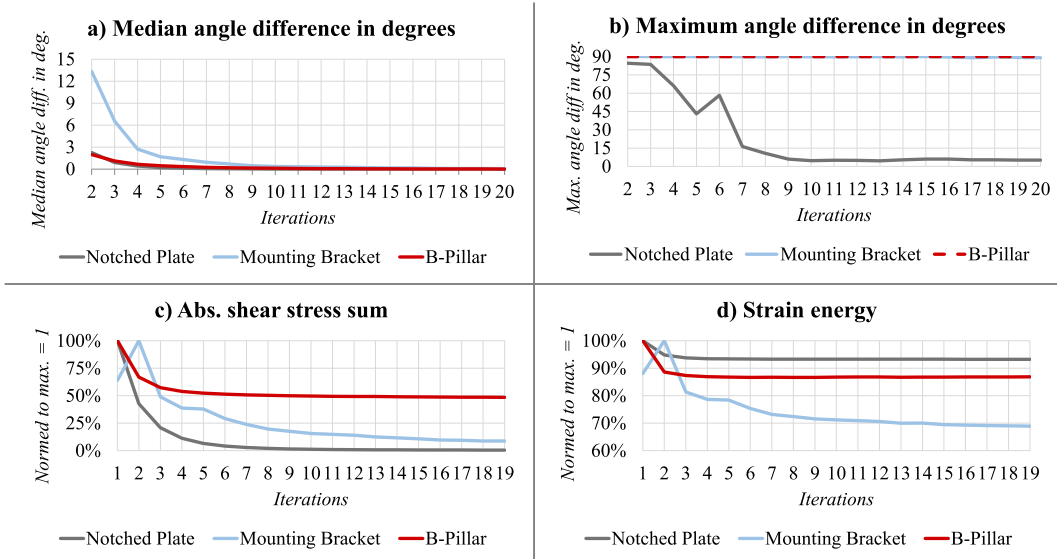 a) Median angle difference in degrees
Median angle diff. in deg.
15
12
9
6
3
0
2 3 4 5 6 7 8 9 10 11 12 13 14 15 16 17 18 19 20
Iterations
Notched Plate Mounting Bracket B-Pillar
b) Maximum angle difference in degrees
Max. angle diff in deg.
90
75
60
45
30
15
0
2 3 4 5 6 7 8 9 10 11 12 13 14 15 16 17 18 19 20
Iterations
Notched Plate Mounting Bracket B-Pillar
c) Abs. shear stress sum
Normed to max. = 1
100%
75%
50%
25%
0%
1 2 3 4 5 6 7 8 9 10 11 12 13 14 15 16 17 18 19
Iterations
Notched Plate Mounting Bracket B-Pillar
d) Strain energy
Normed to max. = 1
100%
90%
80%
70%
60%
1 2 3 4 5 6 7 8 9 10 11 12 13 14 15 16 17 18 19
Iterations
Notched Plate Mounting Bracket B-Pillar